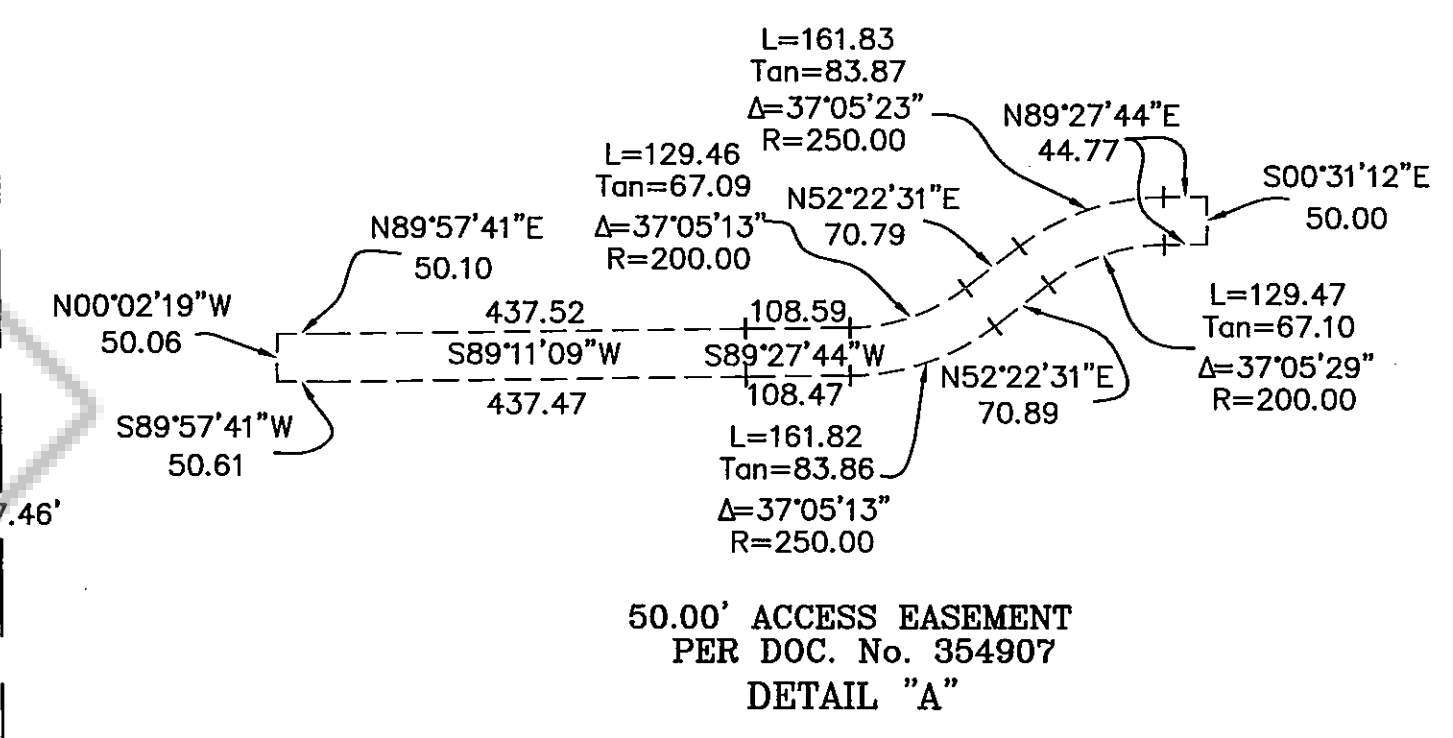 L=161.83
Tan=83.87
Δ=37°05'23"
R=250.00
N89°27'44"E
44.77
S00°31'12"E
50.00
L=129.46
Tan=67.09
Δ=37°05'13"
R=200.00
N52°22'31"E
70.79
N89°57'41"E
50.10
N00°02'19"W
50.06
437.52
S89°11'09"W
437.47
108.59
S89°27'44"W
108.47
S89°57'41"W
50.61
L=161.82
Tan=83.86
Δ=37°05'13"
R=250.00
N52°22'31"E
70.89
L=129.47
Tan=67.10
Δ=37°05'29"
R=200.00
7.46'
50.00' ACCESS EASEMENT
PER DOC. No. 354907
DETAIL "A"